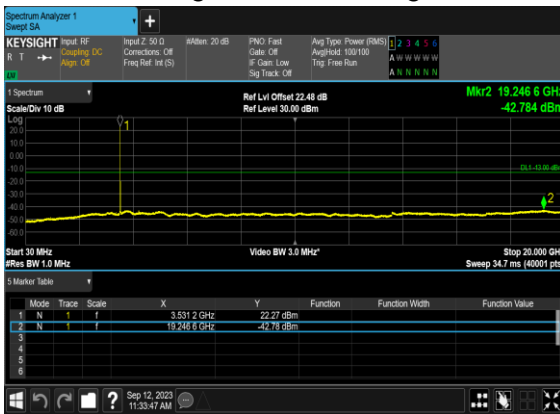 Spectrum Analyzer 1
Swept SA
+
KEYSIGHT Input: RF Input Z: 50 Ω #Atten: 20 dB PNO: Fast Avg Type: Power (RMS) 1 2 3 4 5 6
R T Coupling: DC Corrections: Off Gate: Off Avg|Hold: 100/100 A W W W W W
Align: Off Freq Ref: Int (S) IF Gain: Low Trig: Free Run
Sig Track: Off A N N N N N
1 Spectrum Ref Lvl Offset 22.48 dB Mkr2 19.246 6 GHz
Scale/Div 10 dB Ref Level 30.00 dBm -42.784 dBm
Log
20.0
10.0
0.00
-10.0
-20.0
-30.0
-40.0
-50.0
-60.0
1
DL1 -13.00 dBm
2
Start 30 MHz Video BW 3.0 MHz* Stop 20.000 GH
#Res BW 1.0 MHz Sweep 34.7 ms (40001 pts
5 Marker Table
Mode Trace Scale X Y Function Function Width Function Value
1 N 1 f 3.531 2 GHz 22.27 dBm
2 N 1 f 19.246 6 GHz -42.78 dBm
3
4
5
6
? Sep 12, 2023
11:33:47 AM